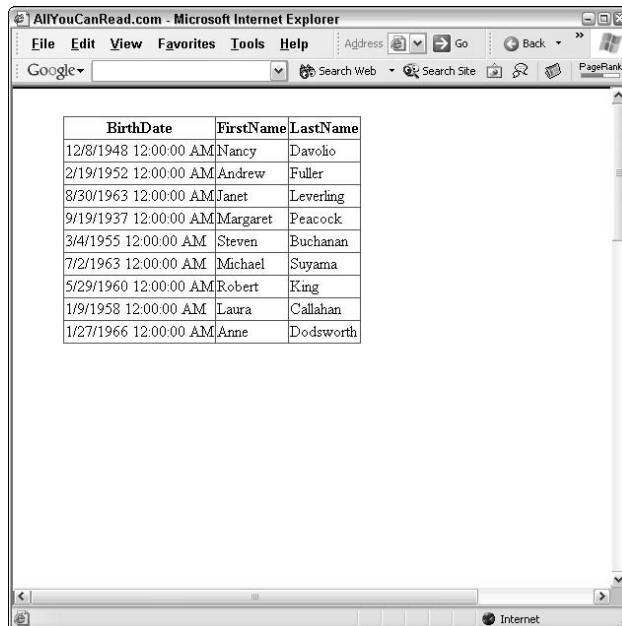 AllYouCanRead.com - Microsoft Internet Explorer
File Edit View Favorites Tools Help Address Go Back »
Google Search Web Search Site PageRank
BirthDate FirstName LastName
12/8/1948 12:00:00 AM Nancy Davolio
2/19/1952 12:00:00 AM Andrew Fuller
8/30/1963 12:00:00 AM Janet Leverling
9/19/1937 12:00:00 AM Margaret Peacock
3/4/1955 12:00:00 AM Steven Buchanan
7/2/1963 12:00:00 AM Michael Suyama
5/29/1960 12:00:00 AM Robert King
1/9/1958 12:00:00 AM Laura Callahan
1/27/1966 12:00:00 AM Anne Dodsworth
Internet